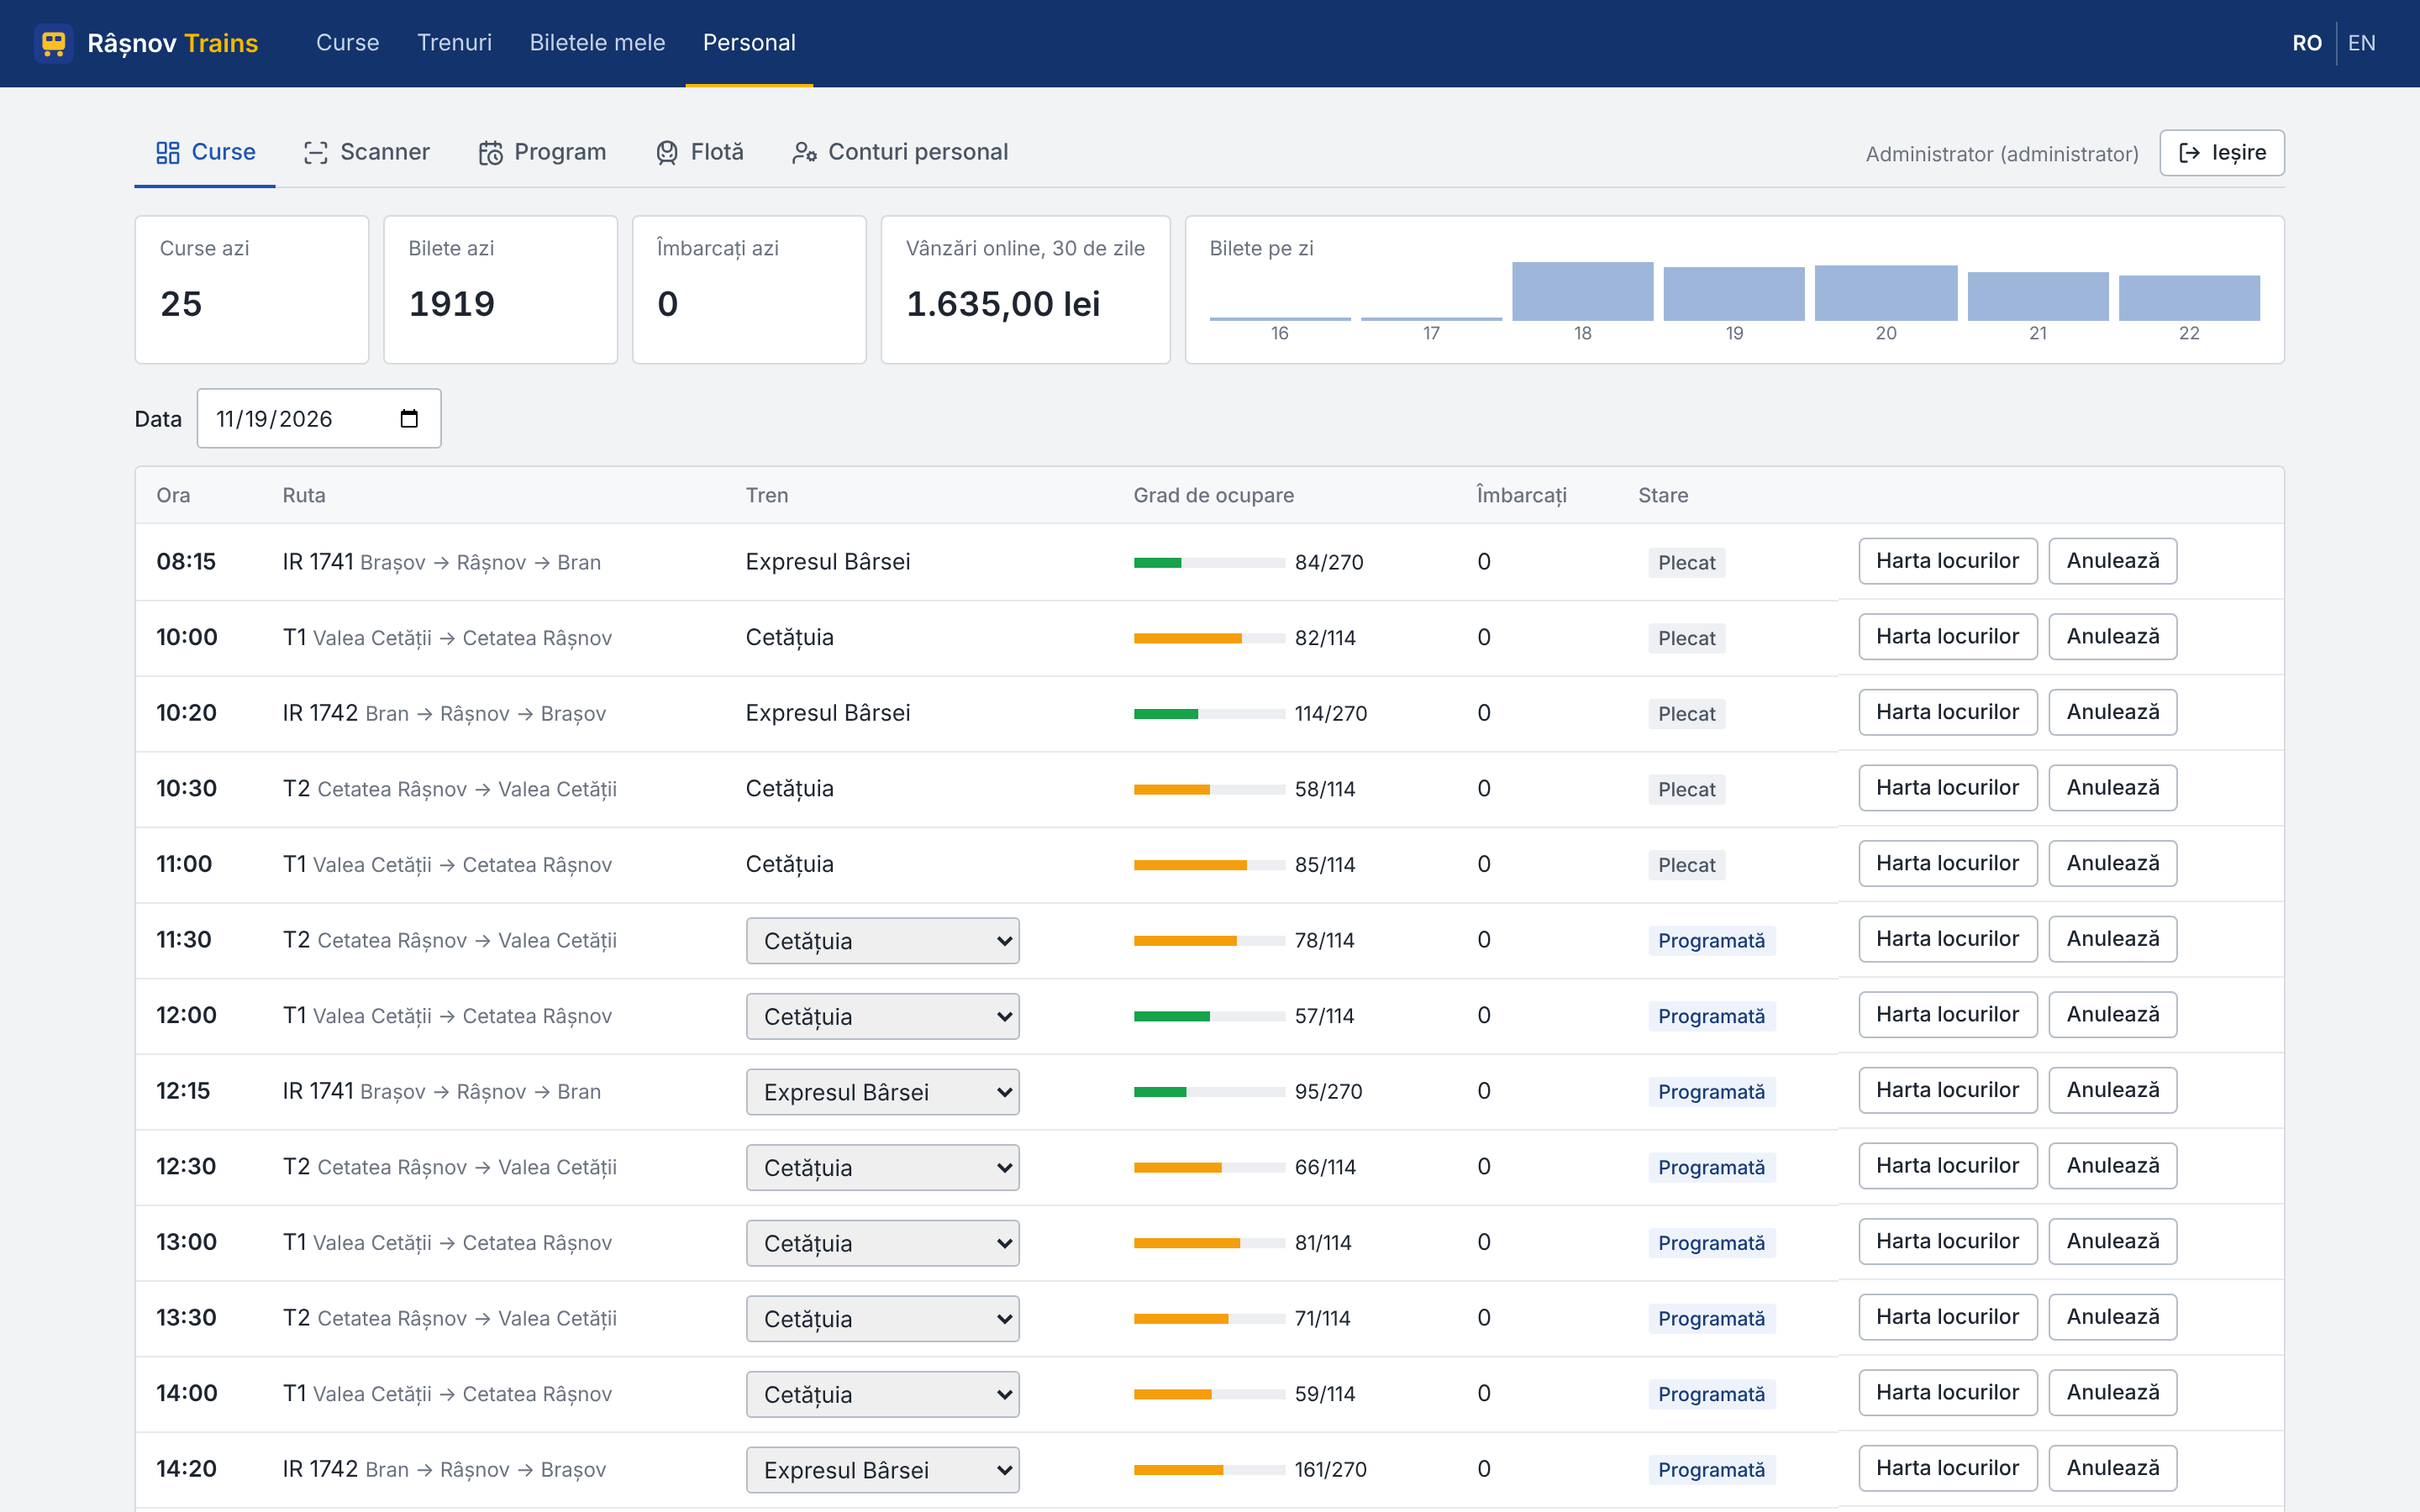 Râșnov Trains Curse Trenuri Biletele mele Personal RO EN
Curse Scanner Program Flotă Conturi personal Administrator (administrator) Ieșire
Curse azi Bilete azi Îmbarcați azi Vânzări online, 30 de zile Bilete pe zi
25 1919 0 1.635,00 lei
16 17 18 19 20 21 22
Data 11/19/2026
Ora Ruta Tren Grad de ocupare Îmbarcați Stare
08:15 IR 1741 Brașov → Râșnov → Bran Expresul Bârsei 84/270 0 Plecat Harta locurilor Anulează
10:00 T1 Valea Cetății → Cetatea Râșnov Cetățuia 82/114 0 Plecat Harta locurilor Anulează
10:20 IR 1742 Bran → Râșnov → Brașov Expresul Bârsei 114/270 0 Plecat Harta locurilor Anulează
10:30 T2 Cetatea Râșnov → Valea Cetății Cetățuia 58/114 0 Plecat Harta locurilor Anulează
11:00 T1 Valea Cetății → Cetatea Râșnov Cetățuia 85/114 0 Plecat Harta locurilor Anulează
11:30 T2 Cetatea Râșnov → Valea Cetății Cetățuia 78/114 0 Programată Harta locurilor Anulează
12:00 T1 Valea Cetății → Cetatea Râșnov Cetățuia 57/114 0 Programată Harta locurilor Anulează
12:15 IR 1741 Brașov → Râșnov → Bran Expresul Bârsei 95/270 0 Programată Harta locurilor Anulează
12:30 T2 Cetatea Râșnov → Valea Cetății Cetățuia 66/114 0 Programată Harta locurilor Anulează
13:00 T1 Valea Cetății → Cetatea Râșnov Cetățuia 81/114 0 Programată Harta locurilor Anulează
13:30 T2 Cetatea Râșnov → Valea Cetății Cetățuia 71/114 0 Programată Harta locurilor Anulează
14:00 T1 Valea Cetății → Cetatea Râșnov Cetățuia 59/114 0 Programată Harta locurilor Anulează
14:20 IR 1742 Bran → Râșnov → Brașov Expresul Bârsei 161/270 0 Programată Harta locurilor Anulează